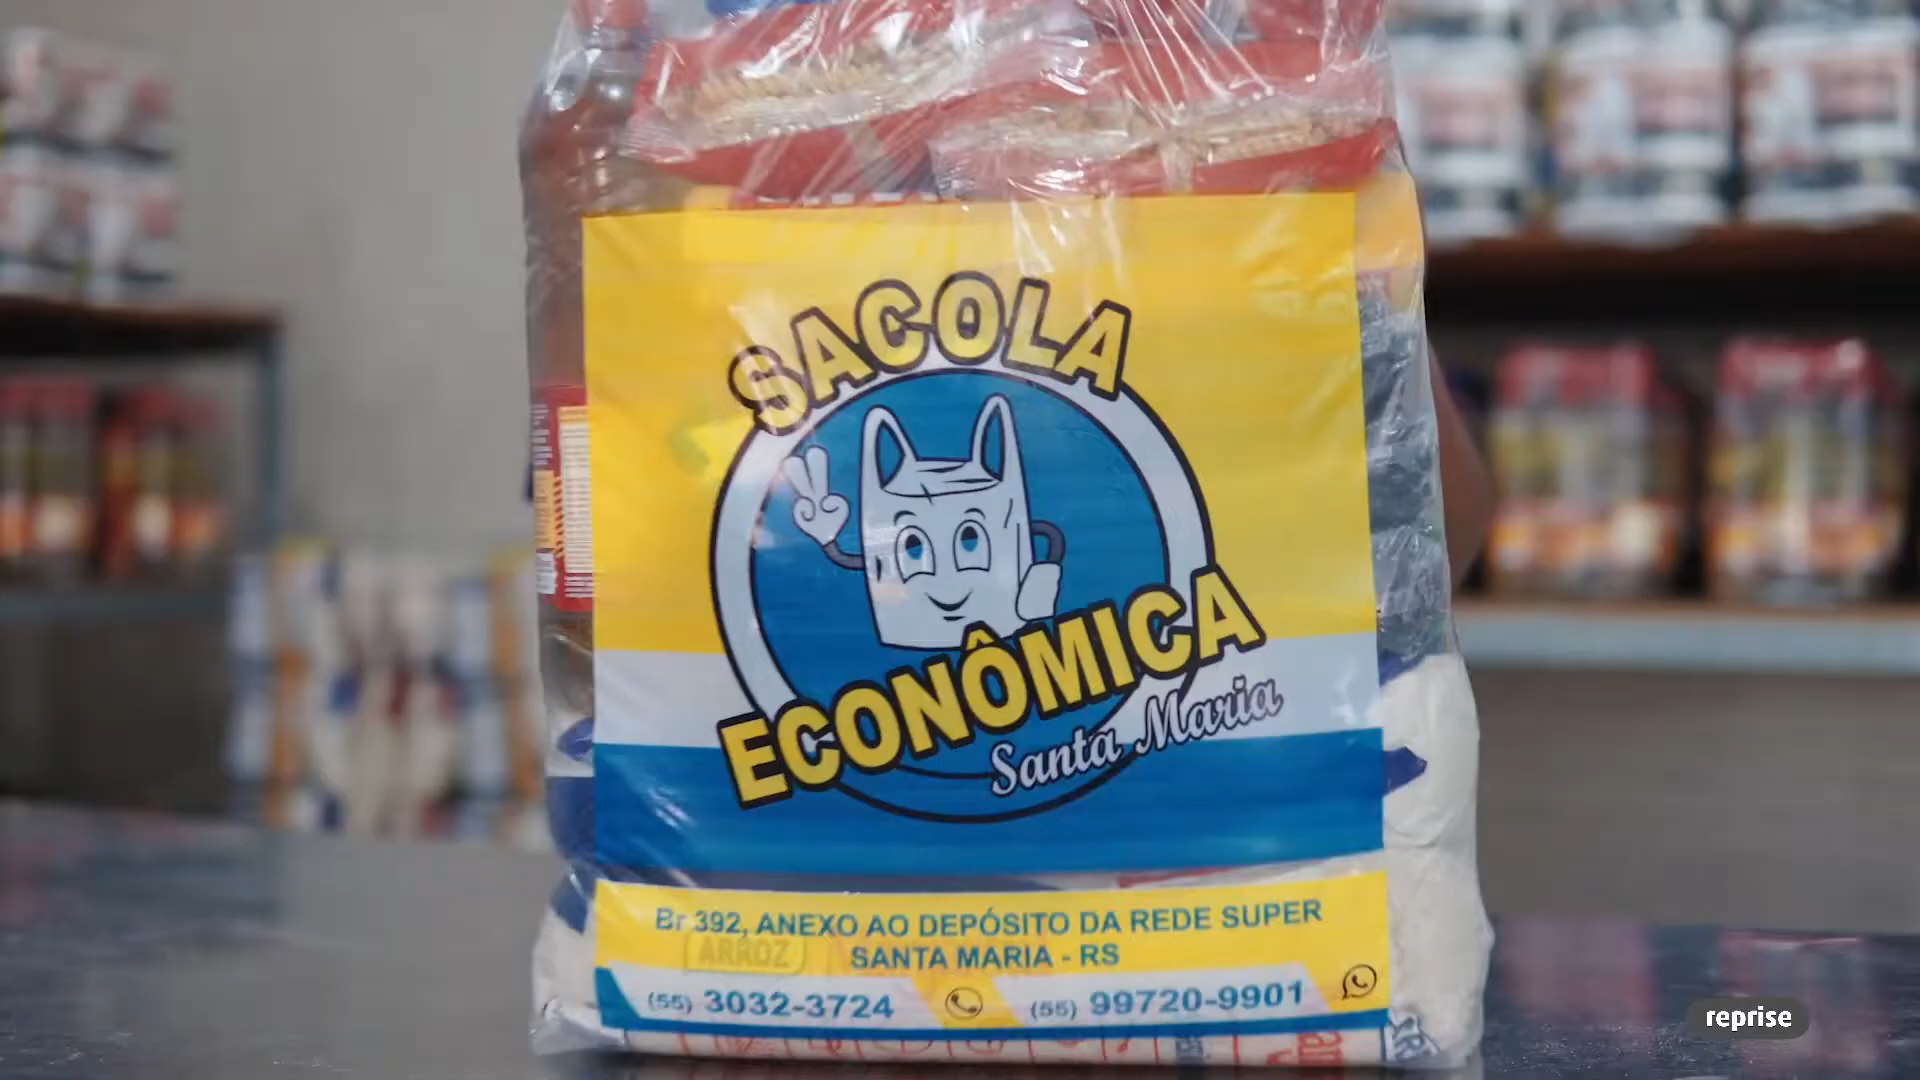 SACOLA
ECONÔMICA
Santa Maria
Br 392, ANEXO AO DEPÓSITO DA REDE SUPER
ARROZ
SANTA MARIA - RS
(55) 3032-3724
(55) 99720-9901
reprise